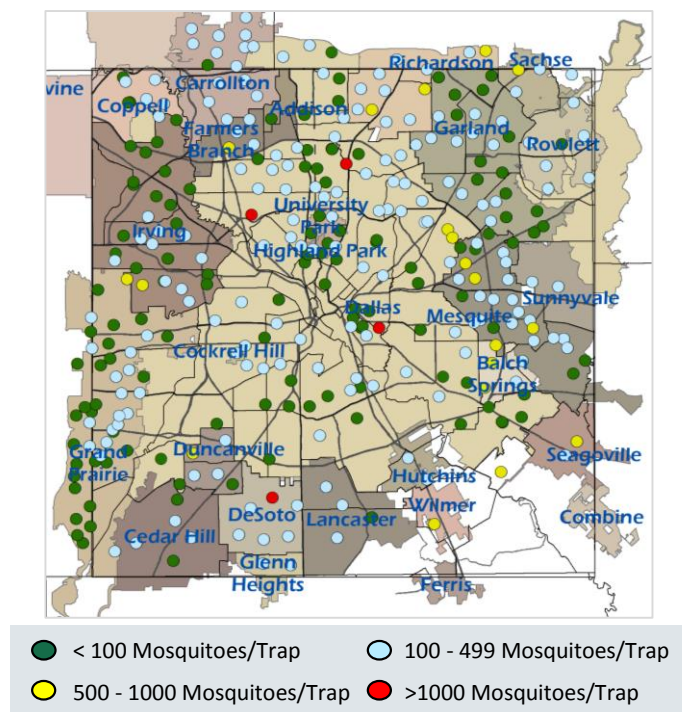 Richardson
Sachse
vine
Carrollton
Coppell
Addison
Farmers
Branch
Garland
Rowlett
University
Park
Irving
Highland Park
Dallas
Mesquite
Sunnyvale
Cockrell Hill
Balch
Springs
Grand
Prairie
Duncanville
Seagoville
Hutchins
Wilmer
DeSoto
Lancaster
Combine
Cedar Hill
Glenn
Heights
Ferris
< 100 Mosquitoes/Trap
100 - 499 Mosquitoes/Trap
500 - 1000 Mosquitoes/Trap
>1000 Mosquitoes/Trap